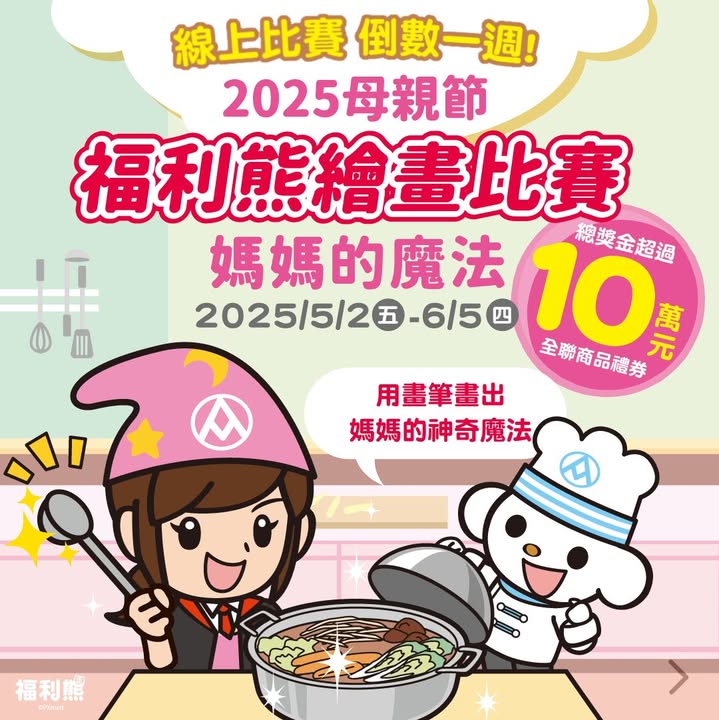 線上比賽 倒數一週!
2025母親節
福利熊繪畫比賽
媽媽的魔法
2025/5/2五-6/5四
總獎金超過
10萬元
全聯商品禮券
用畫筆畫出
媽媽的神奇魔法
福利熊
©PXmart